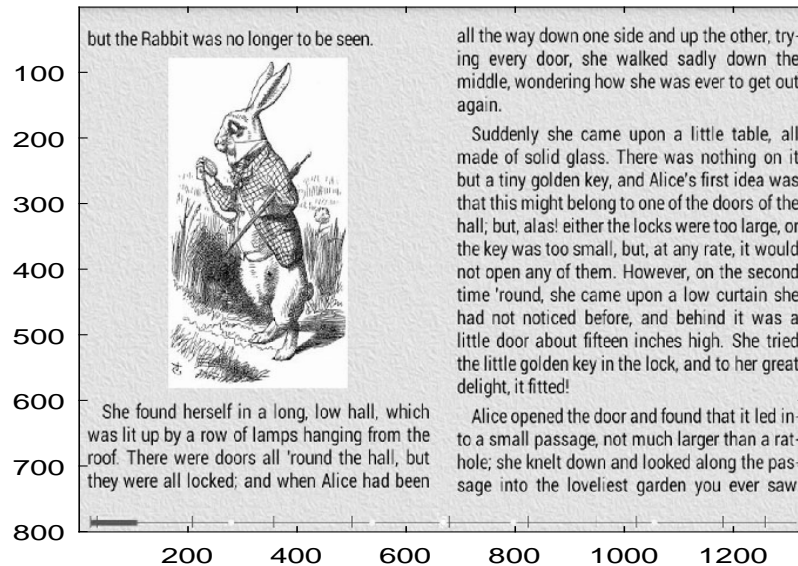 but the Rabbit was no longer to be seen.
She found herself in a long, low hall, which
was lit up by a row of lamps hanging from the
roof. There were doors all 'round the hall, but
they were all locked; and when Alice had been
all the way down one side and up the other, try-
ing every door, she walked sadly down the
middle, wondering how she was ever to get out
again.
Suddenly she came upon a little table, all
made of solid glass. There was nothing on it
but a tiny golden key, and Alice's first idea was
that this might belong to one of the doors of the
hall; but, alas! either the locks were too large, or
the key was too small, but, at any rate, it would
not open any of them. However, on the second
time 'round, she came upon a low curtain she
had not noticed before, and behind it was a
little door about fifteen inches high. She tried
the little golden key in the lock, and to her great
delight, it fitted!
Alice opened the door and found that it led in-
to a small passage, not much larger than a rat-
hole; she knelt down and looked along the pas-
sage into the loveliest garden you ever saw
100
200
300
400
500
600
700
800
200 400 600 800 1000 1200